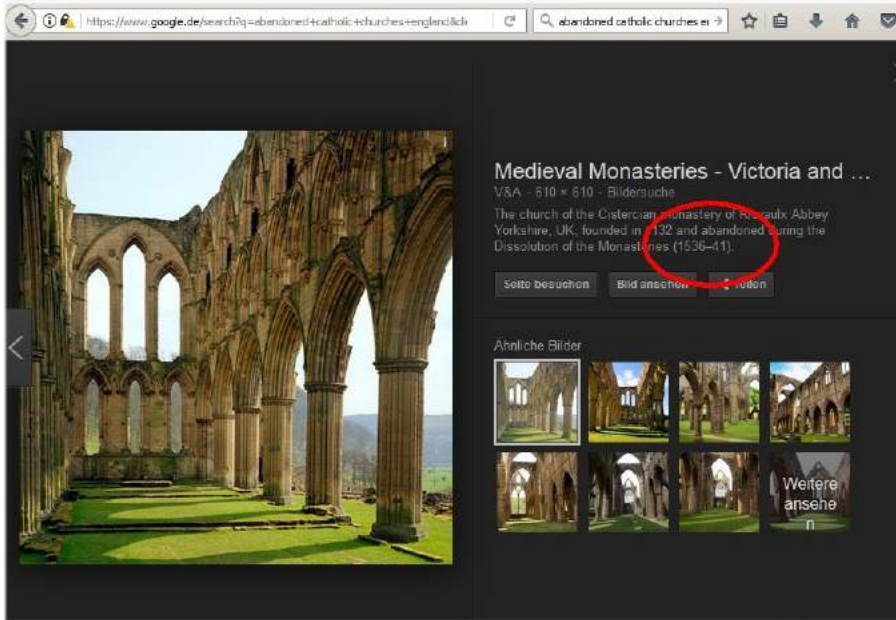 https://www.google.de/search?q=abandoned+catholic+churches+england&clie
abandoned catholic churches er
Medieval Monasteries - Victoria and ...
V&A - 610 × 610 - Bildersuche
The church of the Cistercian monastery of Rievaulx Abbey
Yorkshire, UK, founded in 1132 and abandoned during the
Dissolution of the Monasteries (1536–41).
Seite besuchen
Bild ansehen
Teilen
Ähnliche Bilder
Weitere
ansehe
n